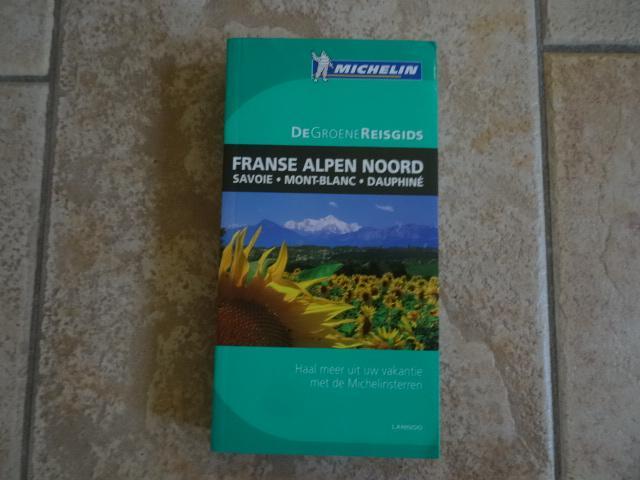 MICHELIN
DEGROENEREISGIDS
FRANSE ALPEN NOORD
SAVOIE • MONT-BLANC • DAUPHINÉ
Haal meer uit uw vakantie
met de Michelinsterren
LANNOO